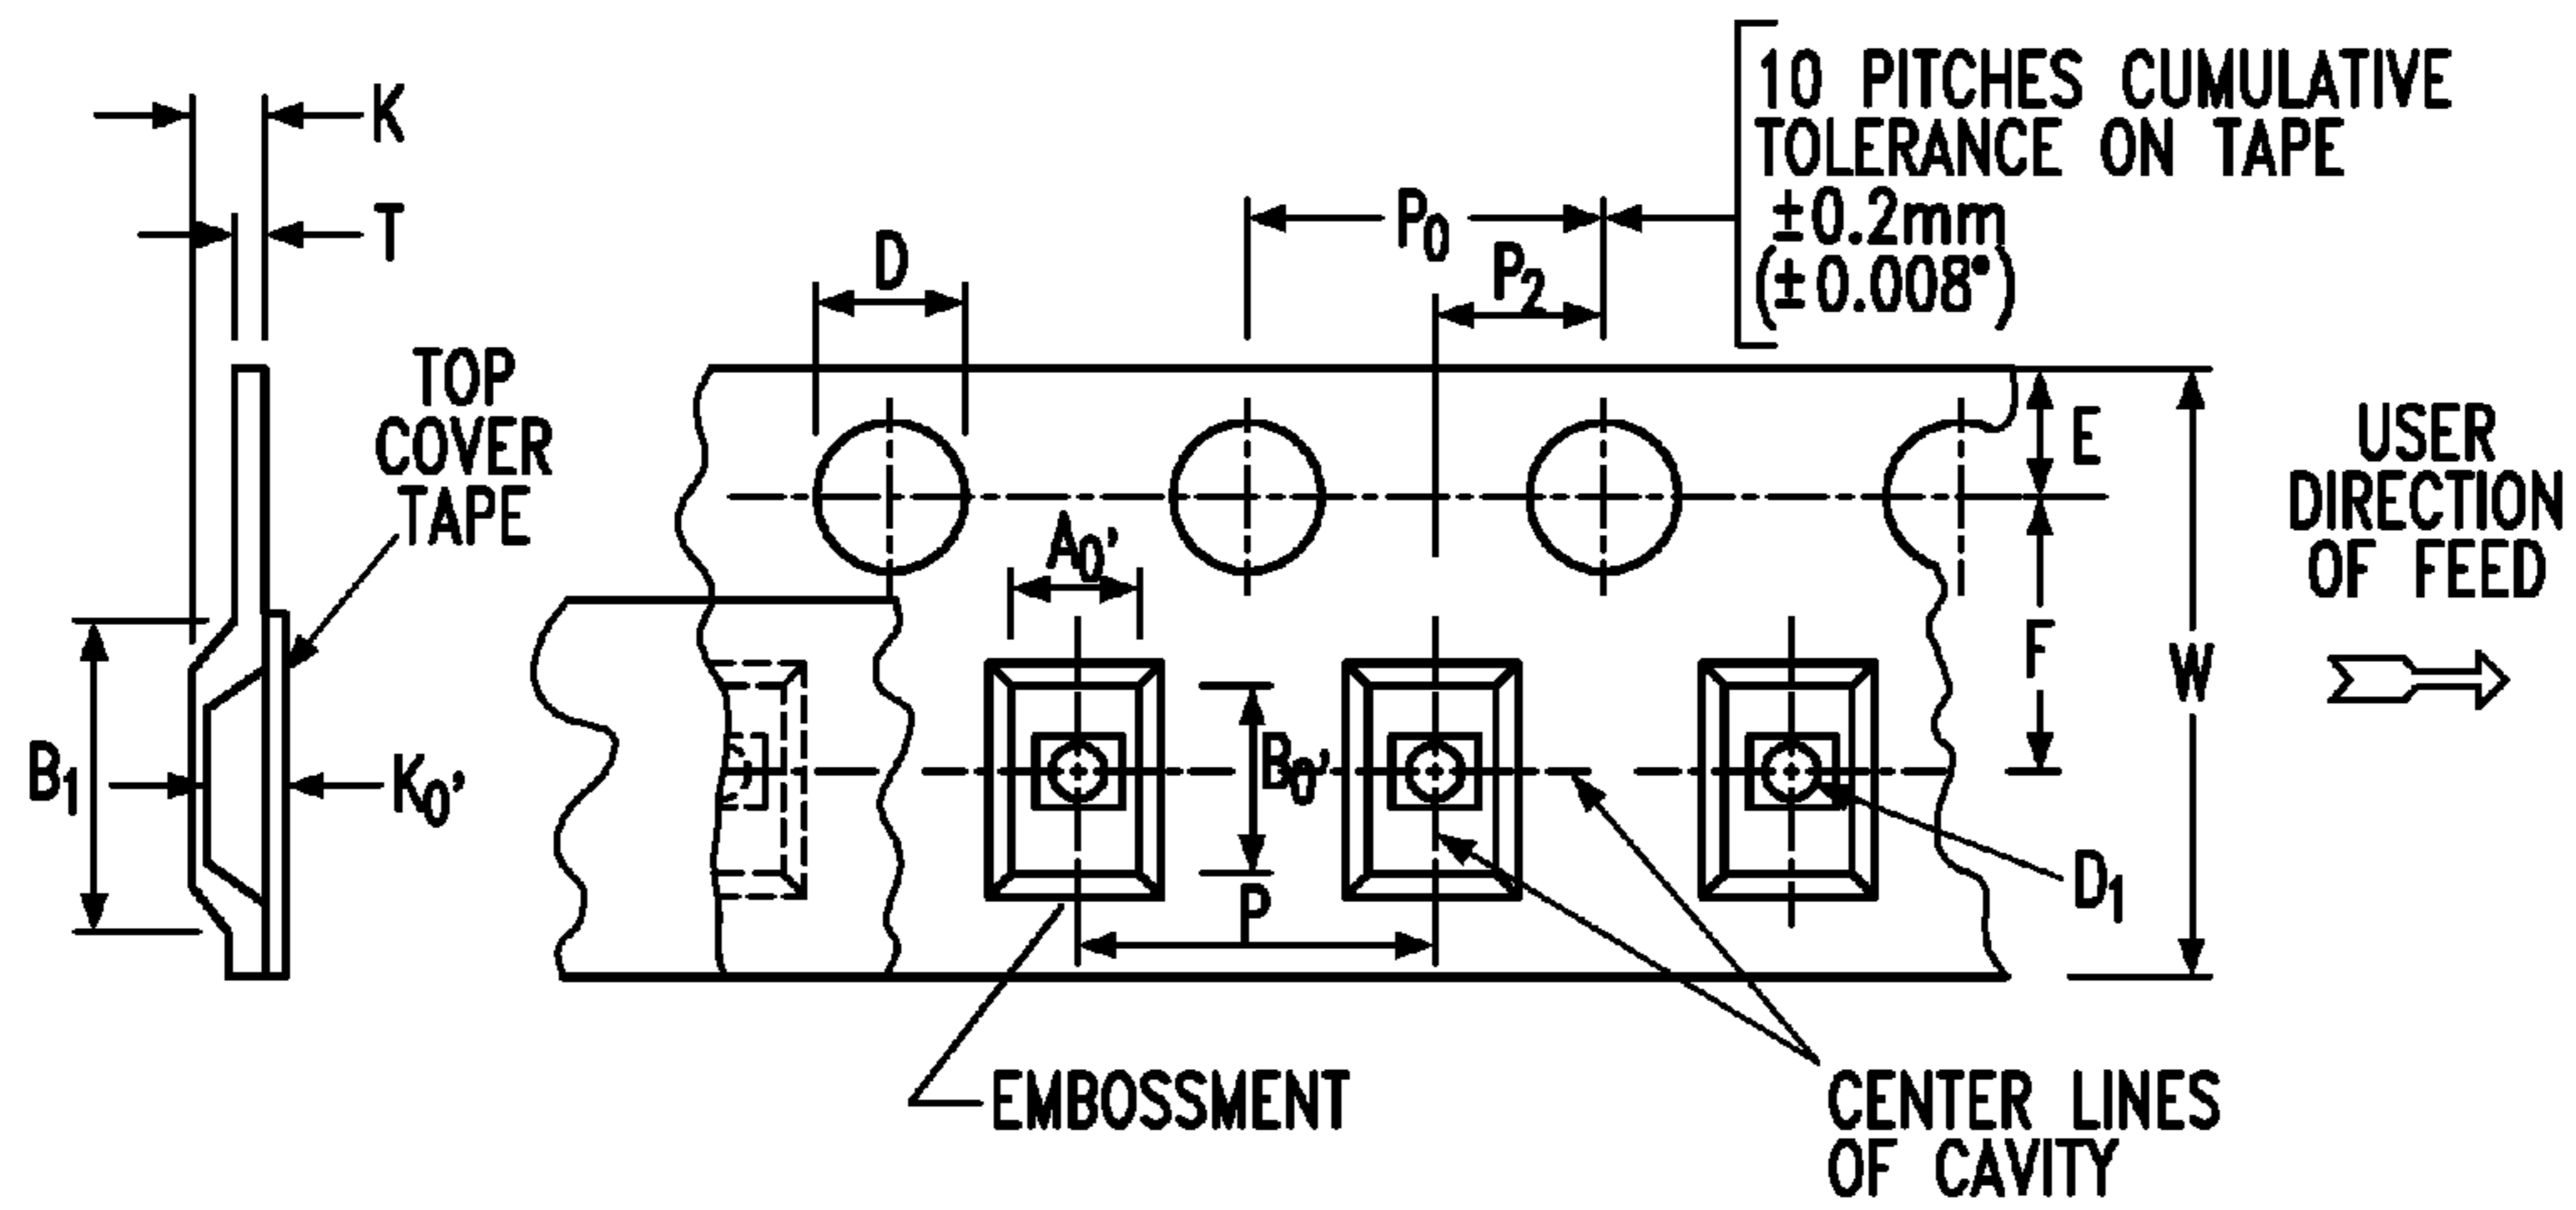 K
T
TOP
COVER
TAPE
B1
K0'
D
P0
P2
10 PITCHES CUMULATIVE
TOLERANCE ON TAPE
±0.2mm
(±0.008")
A0'
B0'
P
E
F
W
D1
USER
DIRECTION
OF FEED
EMBOSSMENT
CENTER LINES
OF CAVITY